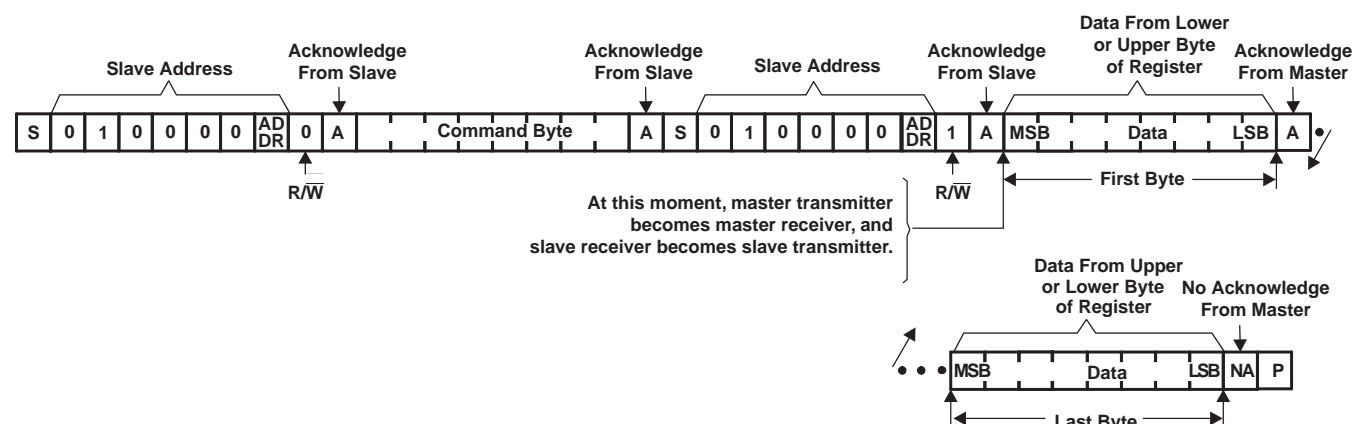 Slave Address
Acknowledge
From Slave
Acknowledge
From Slave
Slave Address
Acknowledge
From Slave
Data From Lower
or Upper Byte
of Register
Acknowledge
From Master
S 0 1 0 0 0 0 AD DR 0 A Command Byte A S 0 1 0 0 0 0 AD DR 1 A MSB Data LSB A
R/W
R/W
First Byte
At this moment, master transmitter
becomes master receiver, and
slave receiver becomes slave transmitter.
Data From Upper
or Lower Byte
of Register
No Acknowledge
From Master
MSB Data LSB NA P
Last Byte